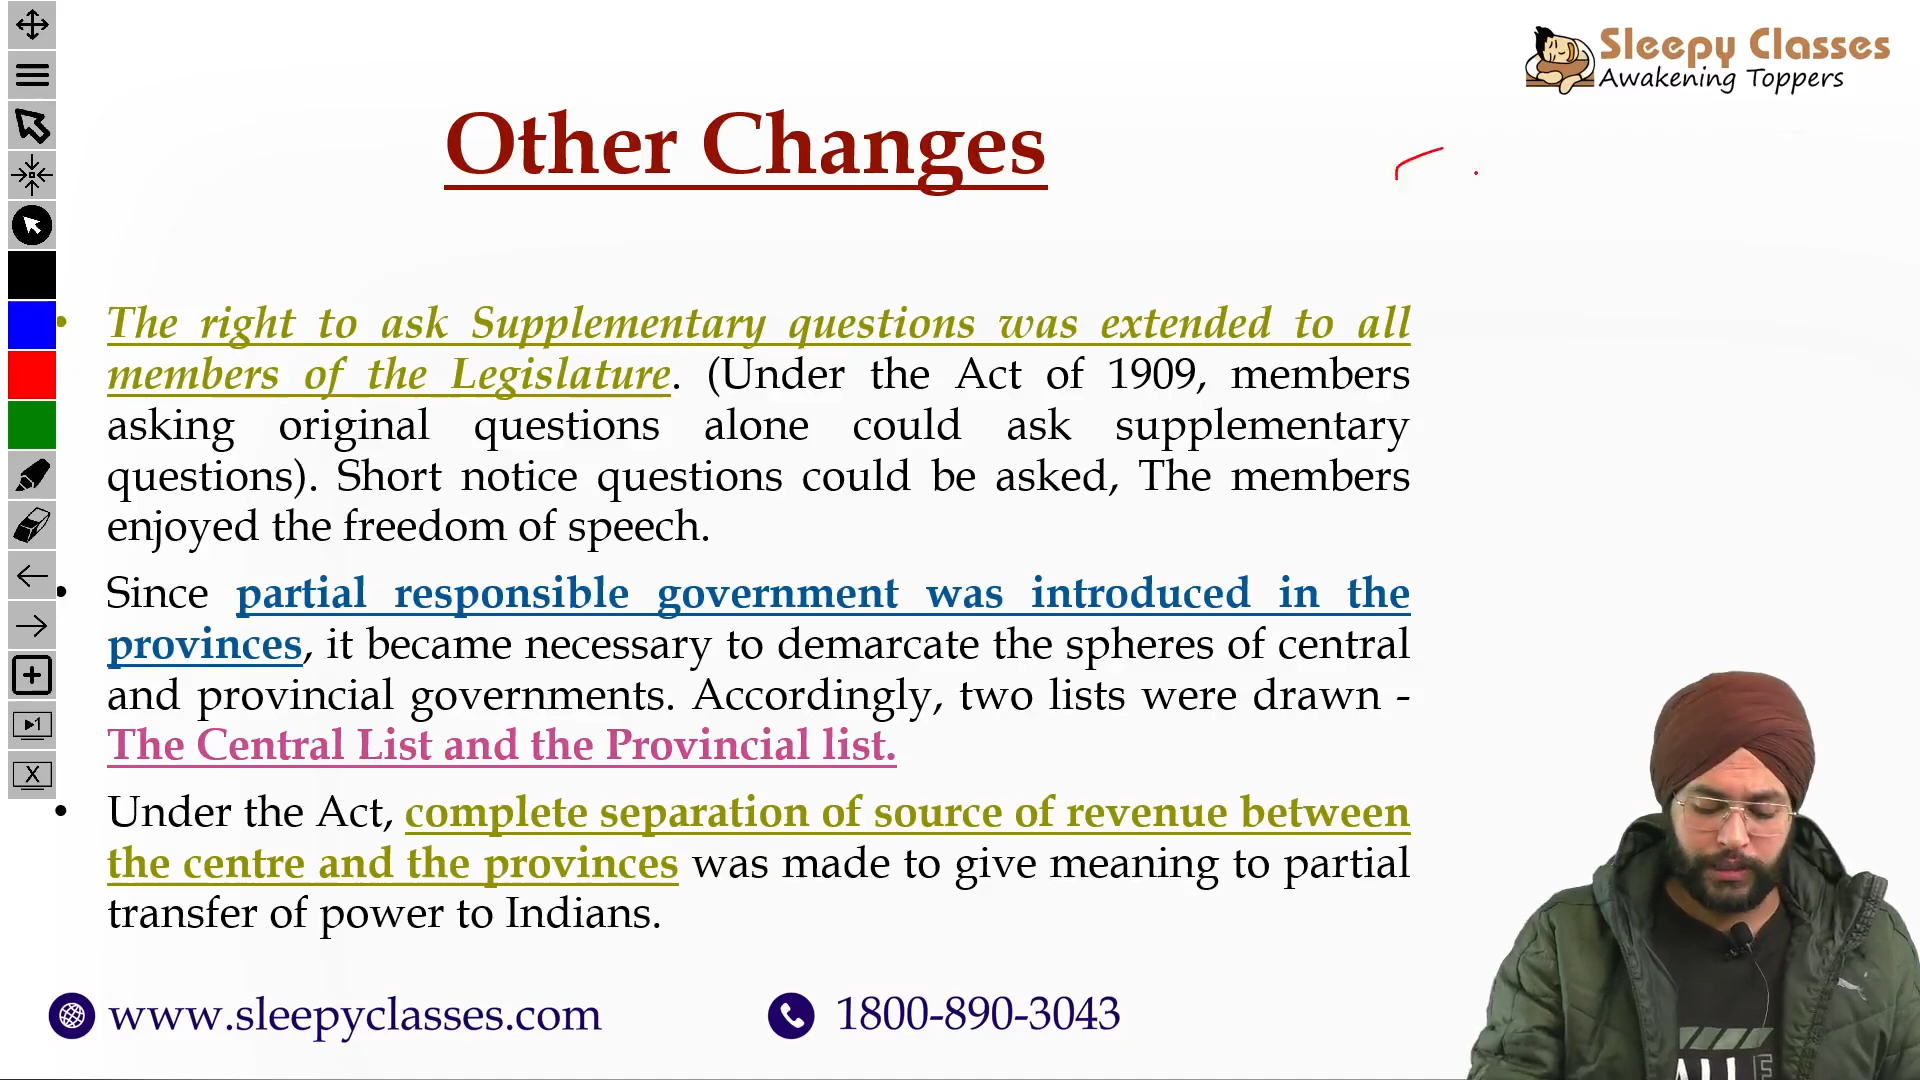 Sleepy Classes
Awakening Toppers
Other Changes
• The right to ask Supplementary questions was extended to all
members of the Legislature. (Under the Act of 1909, members
asking original questions alone could ask supplementary
questions). Short notice questions could be asked, The members
enjoyed the freedom of speech.
• Since partial responsible government was introduced in the
provinces, it became necessary to demarcate the spheres of central
and provincial governments. Accordingly, two lists were drawn -
The Central List and the Provincial list.
• Under the Act, complete separation of source of revenue between
the centre and the provinces was made to give meaning to partial
transfer of power to Indians.
www.sleepyclasses.com
1800-890-3043